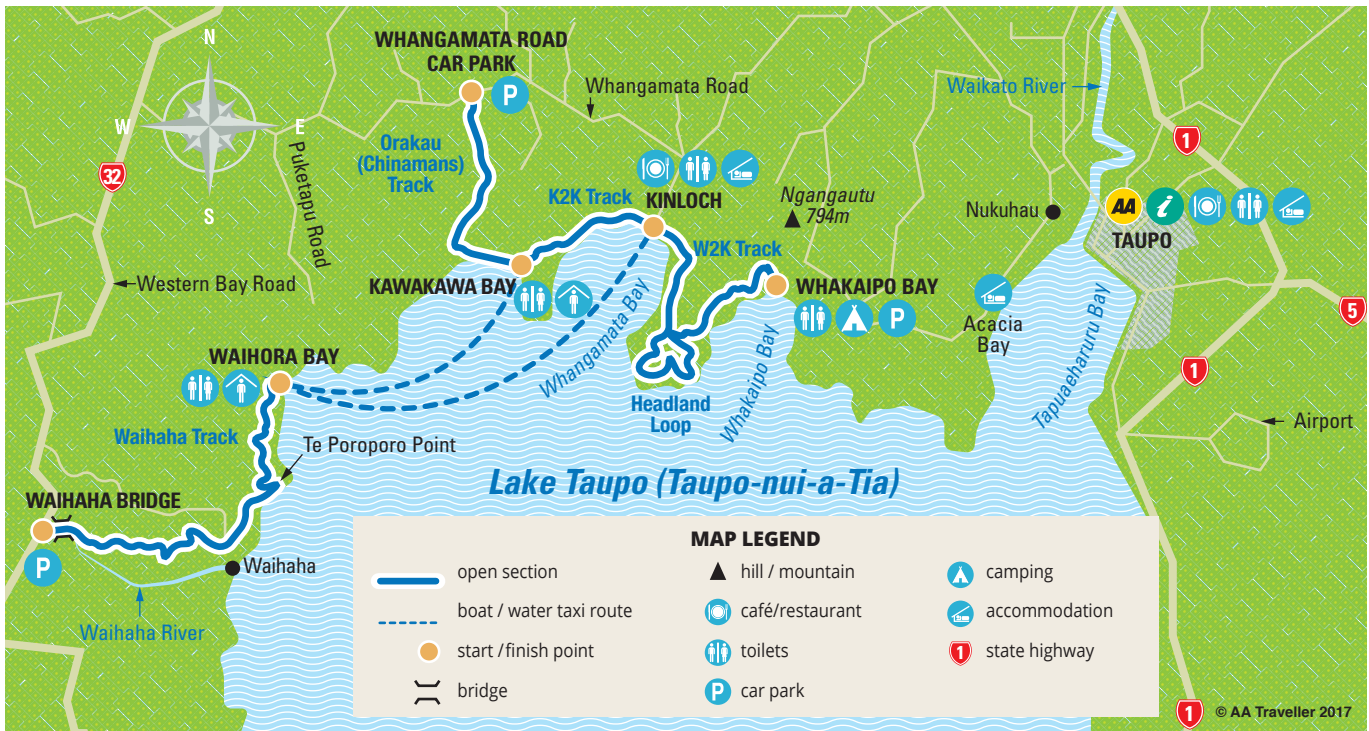 N
W
E
S
WHANGAMATA ROAD
CAR PARK
P
Whangamata Road
Waikato River
1
32
Puketapu Road
Orakau
(Chinamans)
Track
K2K Track
KINLOCH
Ngangautu
794m
Nukuhau
AA
i
TAUPO
W2K Track
Western Bay Road
KAWAKAWA BAY
Whangamata Bay
WHAKAIPO BAY
P
Acacia
Bay
Tapuaeharuru Bay
5
1
WAIHORA BAY
Headland
Loop
Whakaipo Bay
Airport
Waihaha Track
Te Poroporo Point
Lake Taupo (Taupo-nui-a-Tia)
WAIHAHA BRIDGE
P
Waihaha
Waihaha River
MAP LEGEND
open section
boat / water taxi route
start / finish point
bridge
hill / mountain
café/restaurant
toilets
P car park
camping
accommodation
1 state highway
1
© AA Traveller 2017